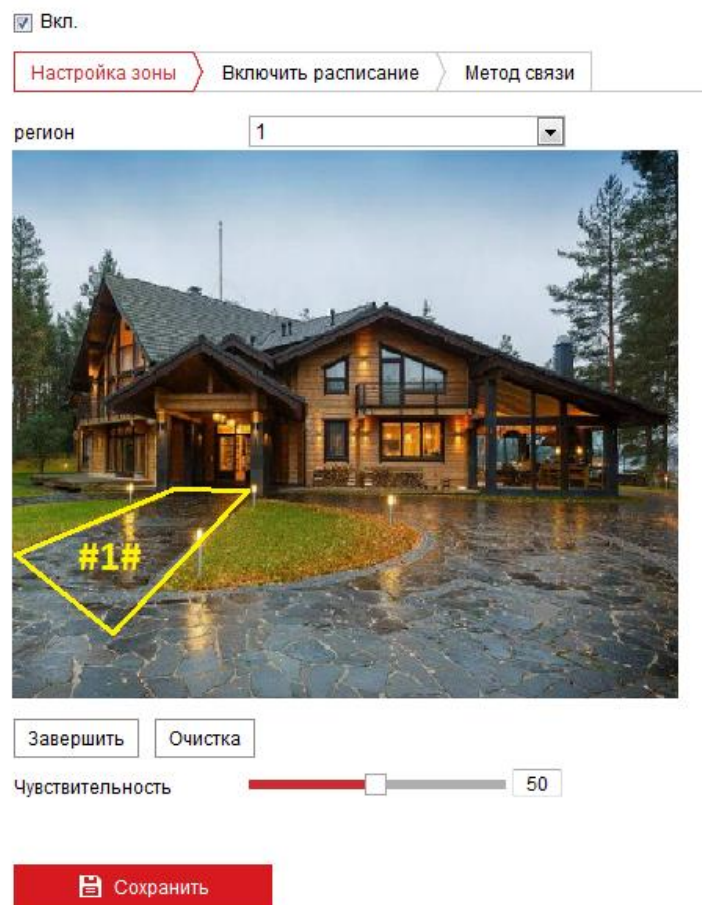 Вкл.
Настройка зоны Включить расписание Метод связи
регион 1
#1#
Завершить Очистка
Чувствительность 50
Сохранить